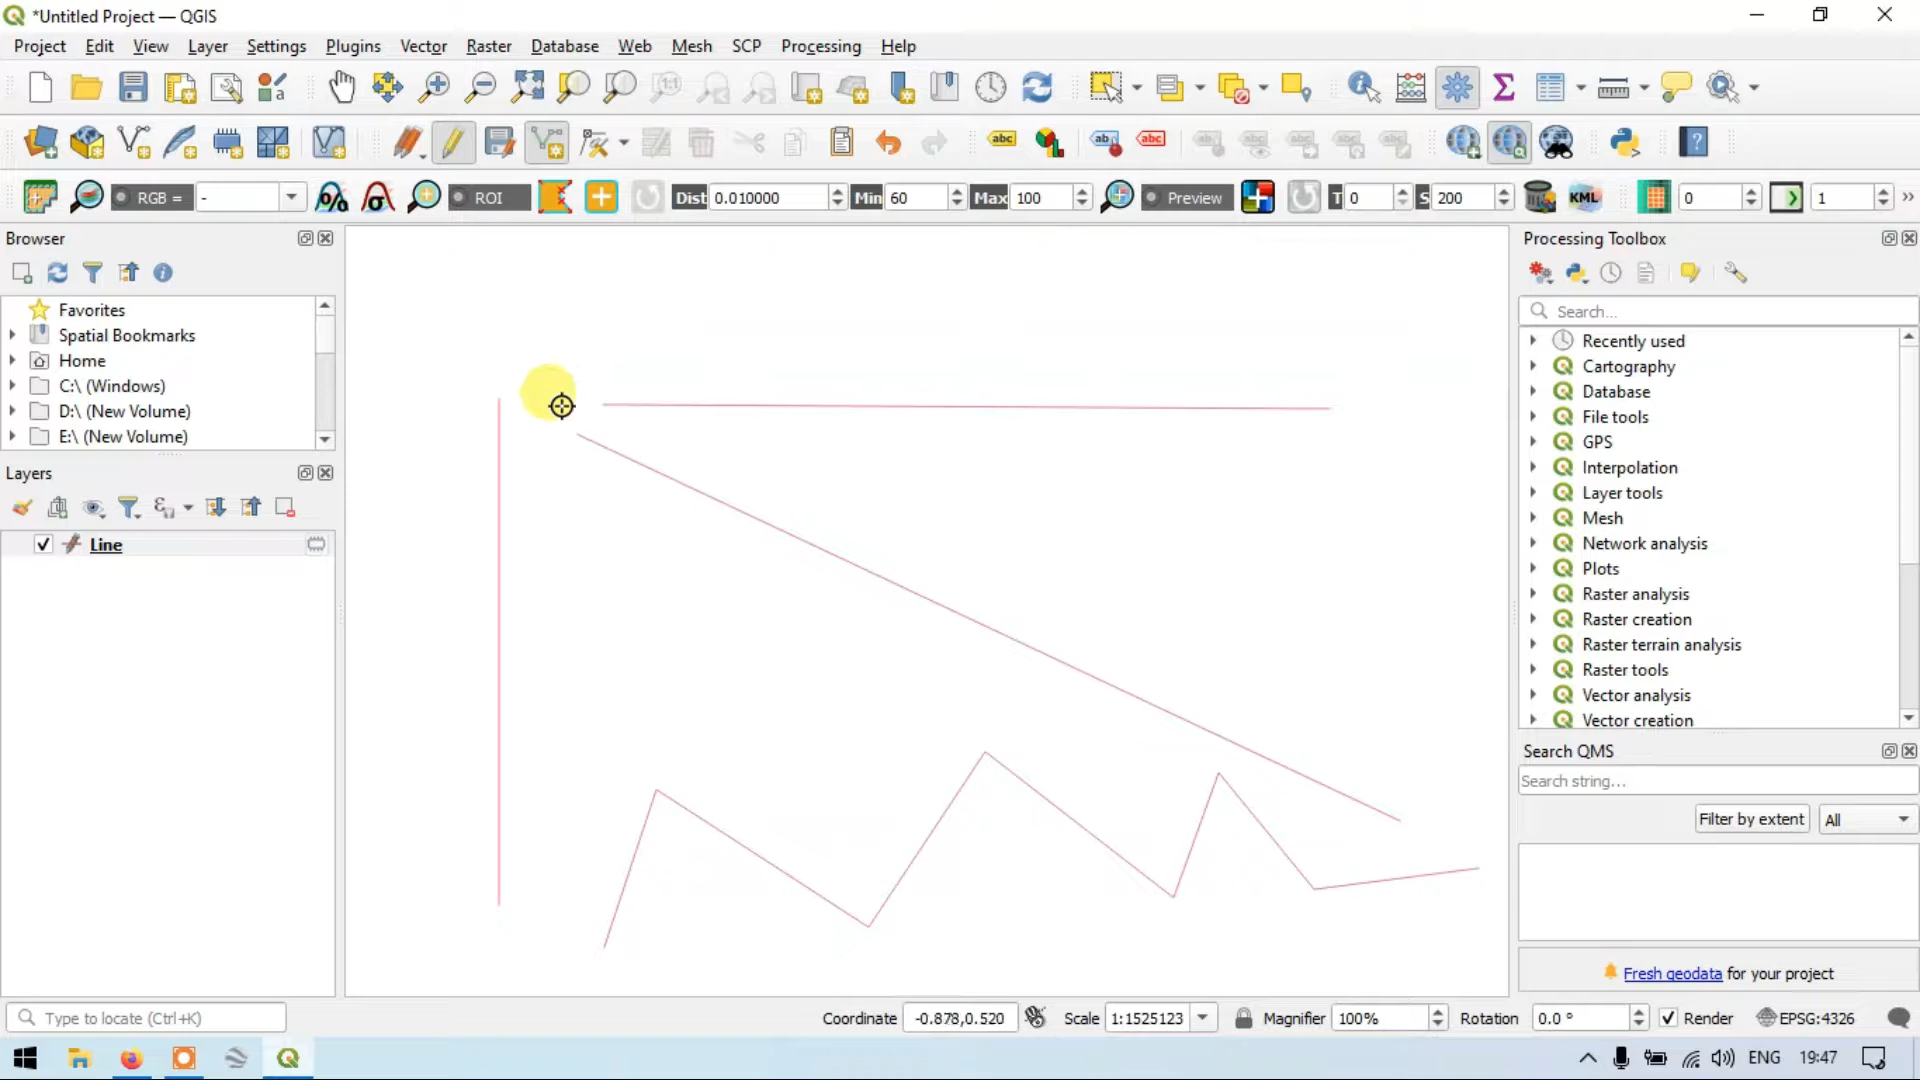 *Untitled Project — QGIS
Project Edit View Layer Settings Plugins Vector Raster Database Web Mesh SCP Processing Help
RGB = - ROI Dist 0.010000 Min 60 Max 100 Preview T 0 S 200 KML 0 1 »
Browser
Favorites
Spatial Bookmarks
Home
C:\ (Windows)
D:\ (New Volume)
E:\ (New Volume)
Layers
Line
Processing Toolbox
Search...
Recently used
Cartography
Database
File tools
GPS
Interpolation
Layer tools
Mesh
Network analysis
Plots
Raster analysis
Raster creation
Raster terrain analysis
Raster tools
Vector analysis
Vector creation
Search QMS
Search string...
Filter by extent All
Fresh geodata for your project
Type to locate (Ctrl+K) Coordinate -0.878,0.520 Scale 1:1525123 Magnifier 100% Rotation 0.0 ° Render EPSG:4326
ENG 19:47